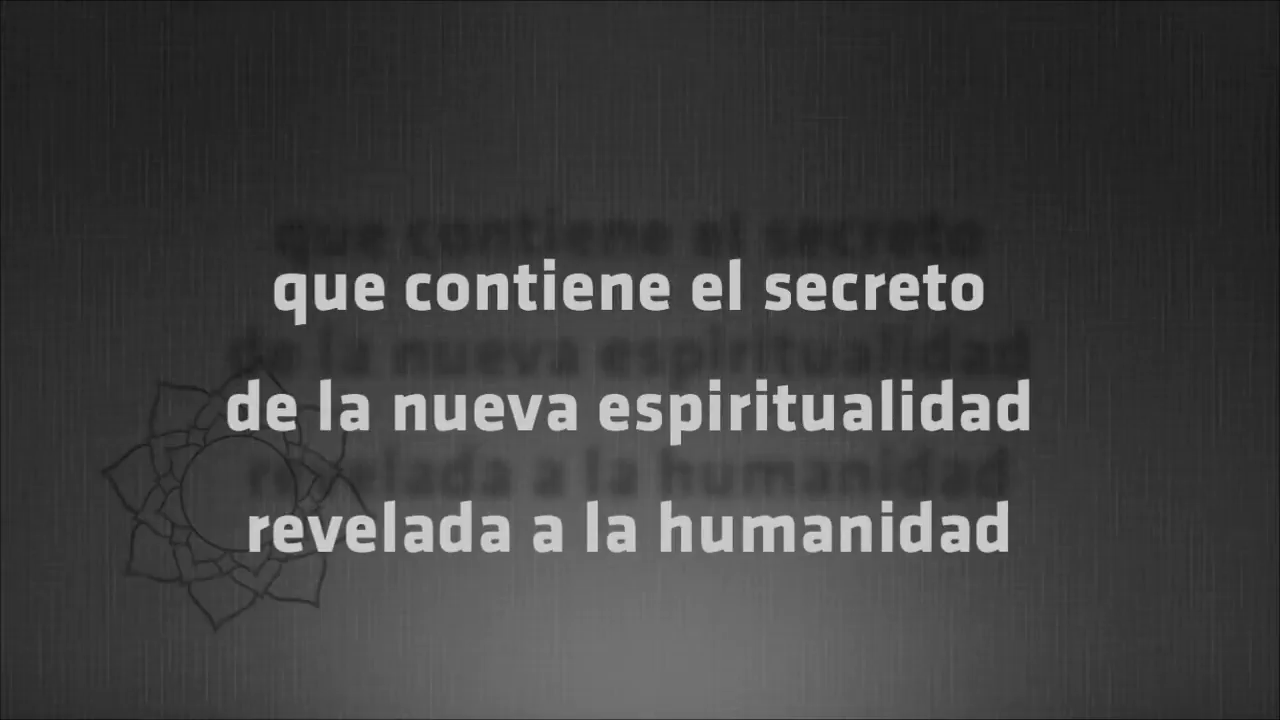 que contiene el secreto
de la nueva espiritualidad
revelada a la humanidad